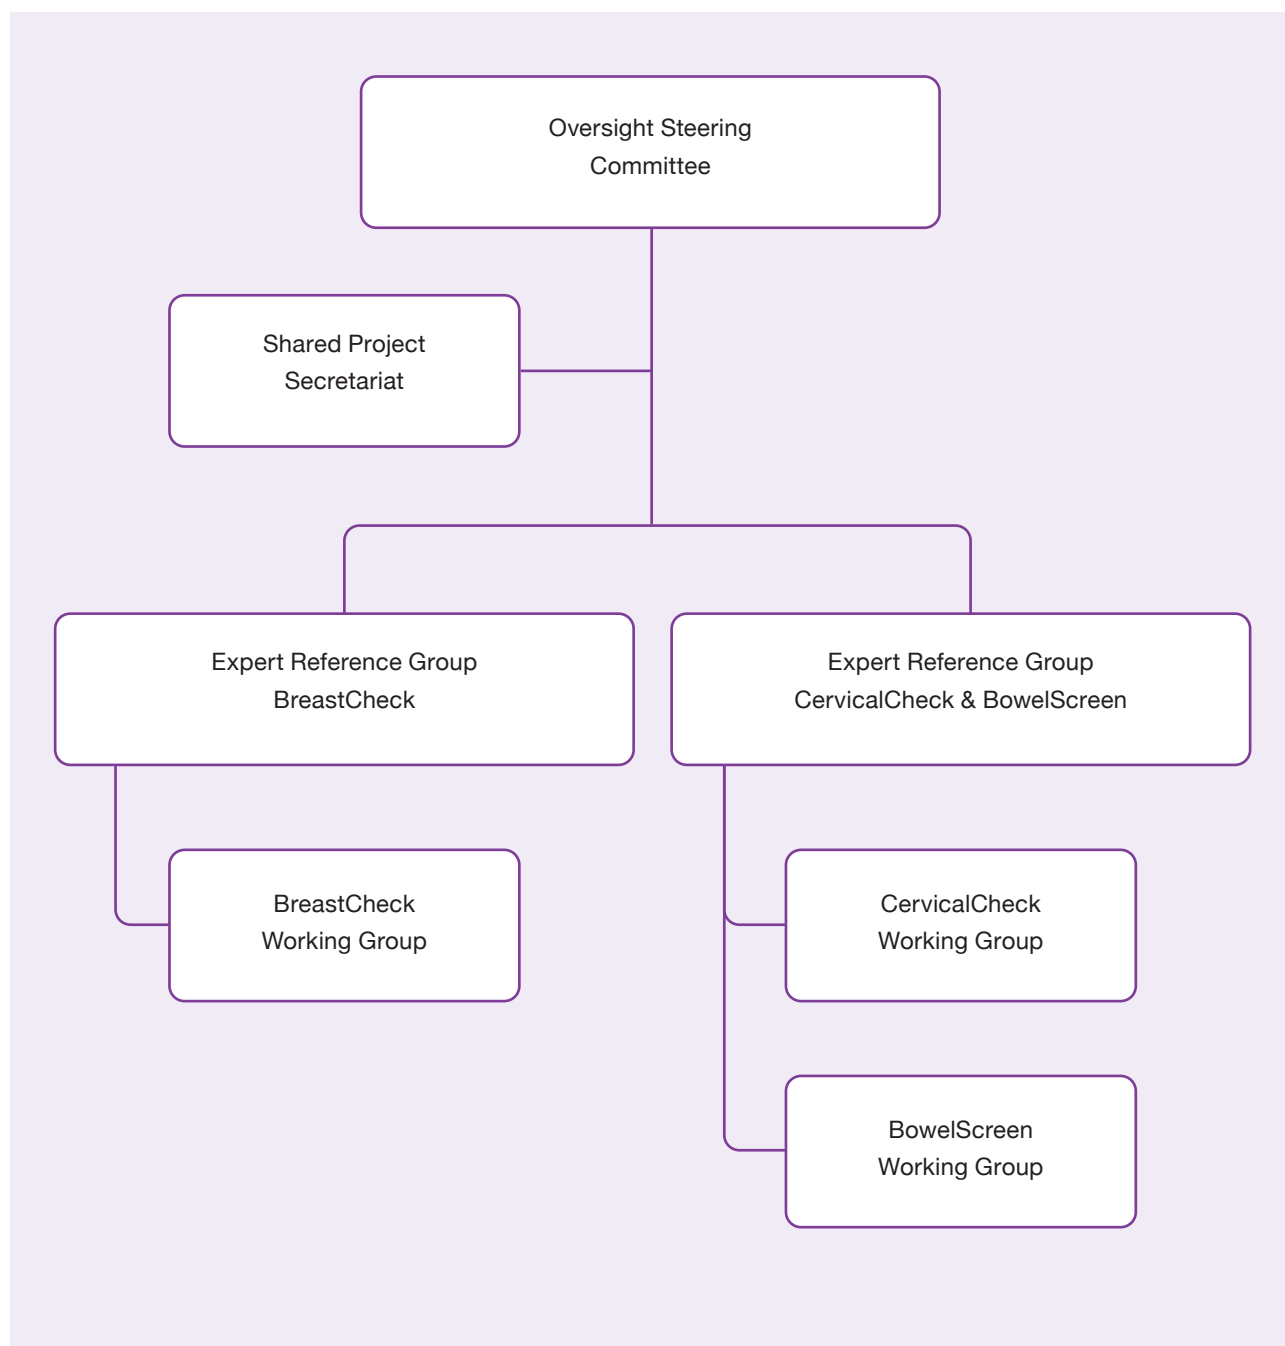 Oversight Steering
Committee
Shared Project
Secretariat
Expert Reference Group
BreastCheck
Expert Reference Group
CervicalCheck & BowelScreen
BreastCheck
Working Group
CervicalCheck
Working Group
BowelScreen
Working Group